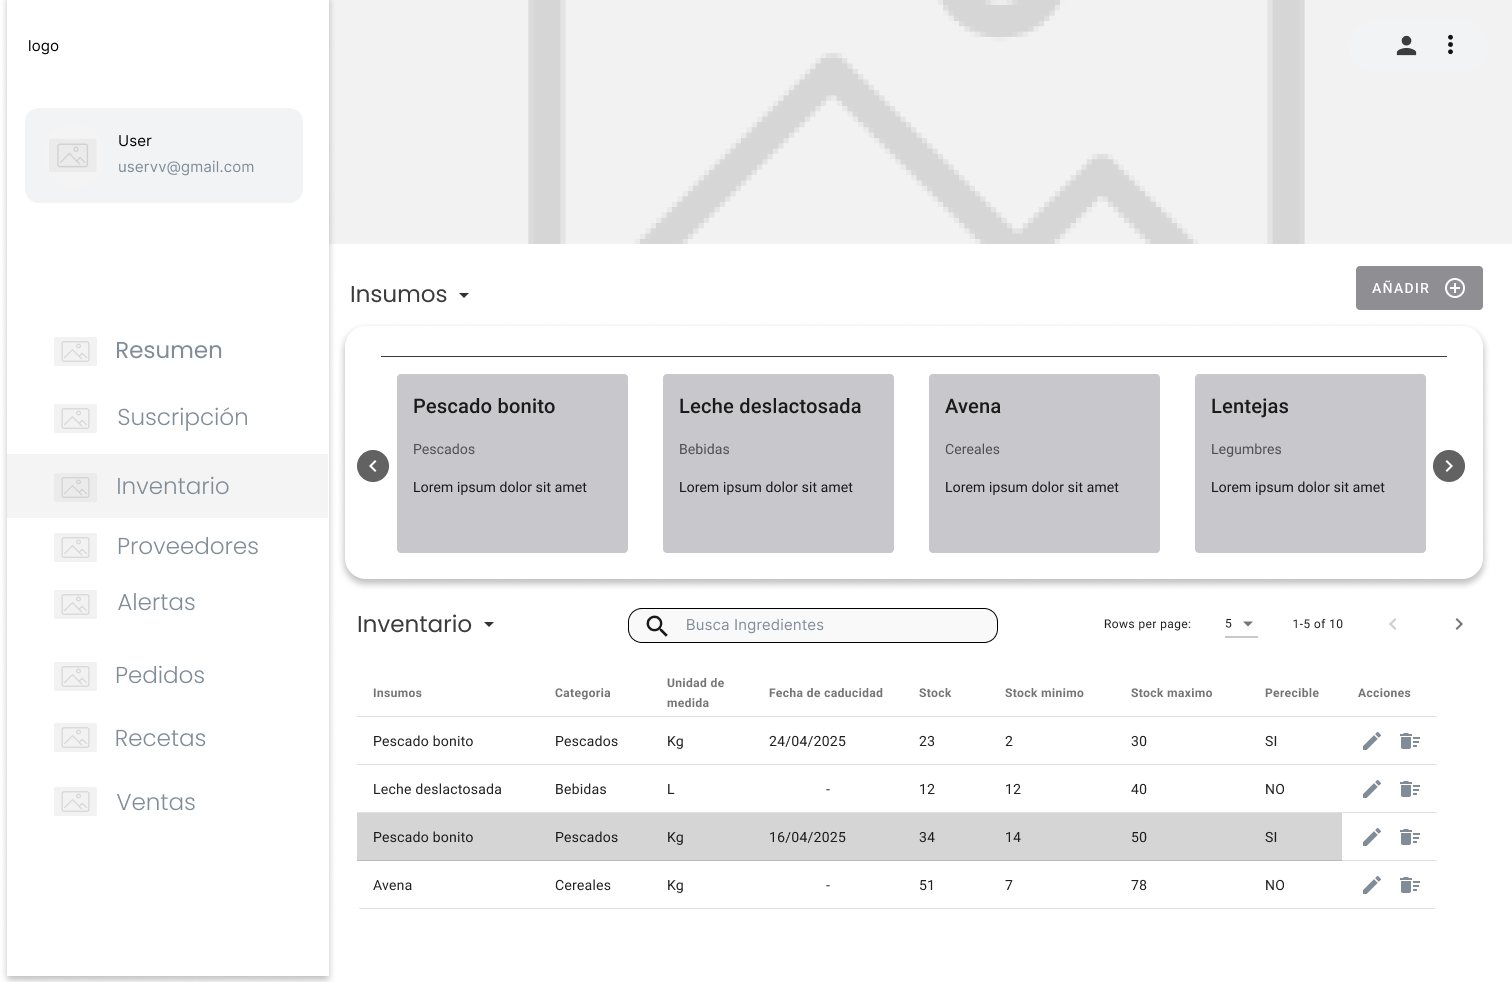 logo
User
uservv@gmail.com
Resumen
Suscripción
Inventario
Proveedores
Alertas
Pedidos
Recetas
Ventas
Insumos
AÑADIR
Pescado bonito
Pescados
Lorem ipsum dolor sit amet
Leche deslactosada
Bebidas
Lorem ipsum dolor sit amet
Avena
Cereales
Lorem ipsum dolor sit amet
Lentejas
Legumbres
Lorem ipsum dolor sit amet
Inventario
Busca Ingredientes
Rows per page: 5 1-5 of 10
Insumos Categoria Unidad de medida Fecha de caducidad Stock Stock minimo Stock maximo Perecible Acciones
Pescado bonito Pescados Kg 24/04/2025 23 2 30 SI
Leche deslactosada Bebidas L - 12 12 40 NO
Pescado bonito Pescados Kg 16/04/2025 34 14 50 SI
Avena Cereales Kg - 51 7 78 NO